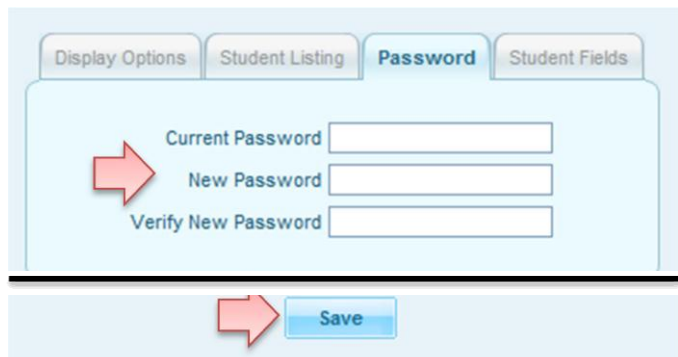 Display Options Student Listing Password Student Fields
Current Password
New Password
Verify New Password
Save